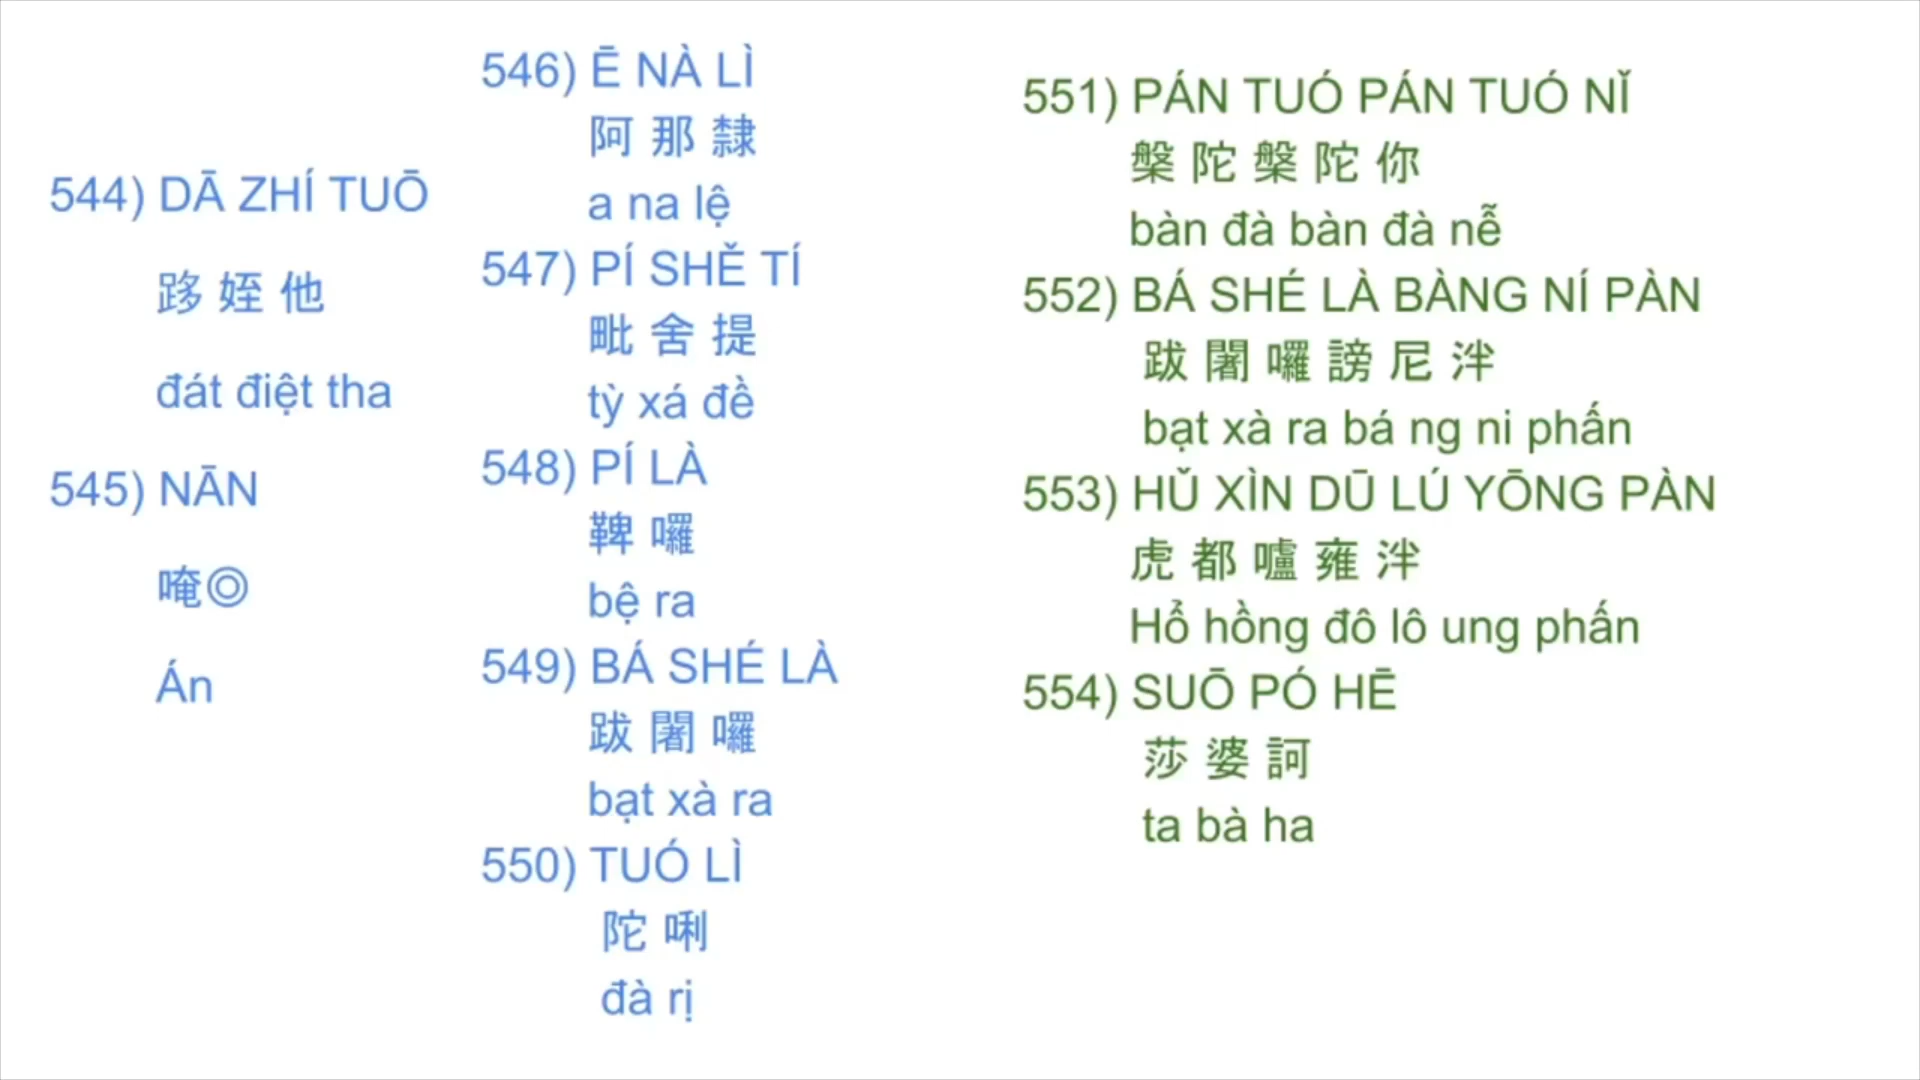 544) DĀ ZHÍ TUŌ
跢 姪 他
đát điệt tha
545) NĀN
唵◎
Án
546) Ē NÀ LÌ
阿 那 隸
a na lệ
547) PÍ SHĚ TÍ
毗 舍 提
tỳ xá đề
548) PÍ LÀ
鞞 囉
bệ ra
549) BÁ SHÉ LÀ
跋 闍 囉
bạt xà ra
550) TUÓ LÌ
陀 唎
đà rị
551) PÁN TUÓ PÁN TUÓ NǏ
槃 陀 槃 陀 你
bàn đà bàn đà nễ
552) BÁ SHÉ LÀ BÀNG NÍ PÀN
跋 闍 囉 謗 尼 泮
bạt xà ra bá ng ni phấn
553) HǓ XÌN DŪ LÚ YŌNG PÀN
虎 都 嚧 雍 泮
Hổ hồng đô lô ung phấn
554) SUŌ PÓ HĒ
莎 婆 訶
ta bà ha